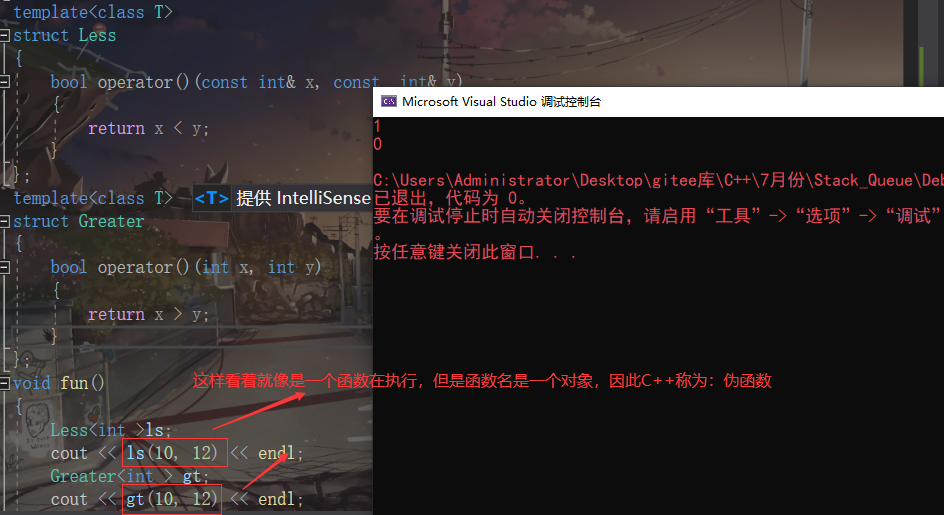 template<class T>
struct Less
{
bool operator()(const int& x, const int& y)
{
return x < y;
}
};
template<class T> <T> 提供 IntelliSense
struct Greater
{
bool operator()(int x, int y)
{
return x > y;
}
};
void fun()
{
Less<int >ls;
cout << ls(10, 12) << endl;
Greater<int > gt;
cout << gt(10, 12) << endl;
Microsoft Visual Studio 调试控制台
1
0
C:\Users\Administrator\Desktop\gitee库\C++\7月份\Stack_Queue\Deb
已退出，代码为 0。
要在调试停止时自动关闭控制台，请启用“工具”->“选项”->“调试”
。
按任意键关闭此窗口. . .
这样看着就像是一个函数在执行，但是函数名是一个对象，因此C++称为：伪函数